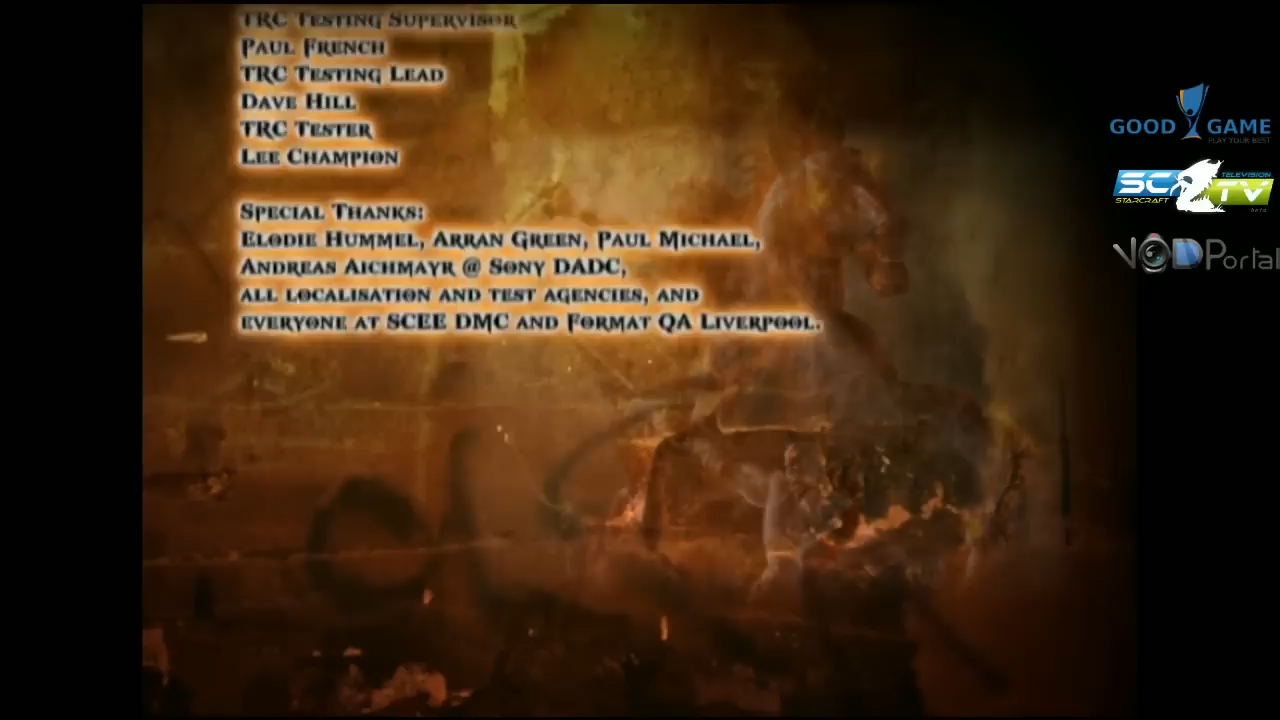 TRC Testing Supervisor
Paul French
TRC Testing Lead
Dave Hill
TRC Tester
Lee Champion
Special Thanks:
Elodie Hummel, Arran Green, Paul Michael,
Andreas Aichmayr @ Sony DADC,
all localisation and test agencies, and
everyone at SCEE DMC and Format QA Liverpool.
GOOD GAME
PLAY YOUR BEST
SC2TV
TELEVISION
STARCRAFT
beta
VODPortal